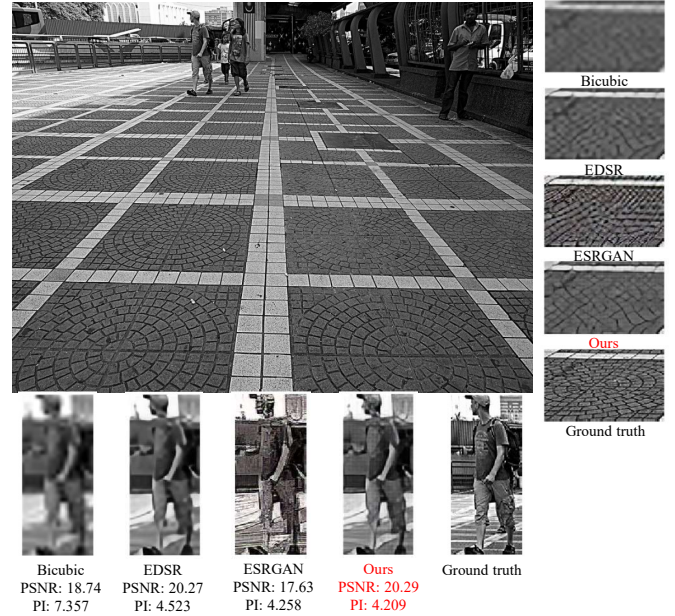 Bicubic
EDSR
ESRGAN
Ours
Ground truth
Bicubic
PSNR: 18.74
PI: 7.357
EDSR
PSNR: 20.27
PI: 4.523
ESRGAN
PSNR: 17.63
PI: 4.258
Ours
PSNR: 20.29
PI: 4.209
Ground truth